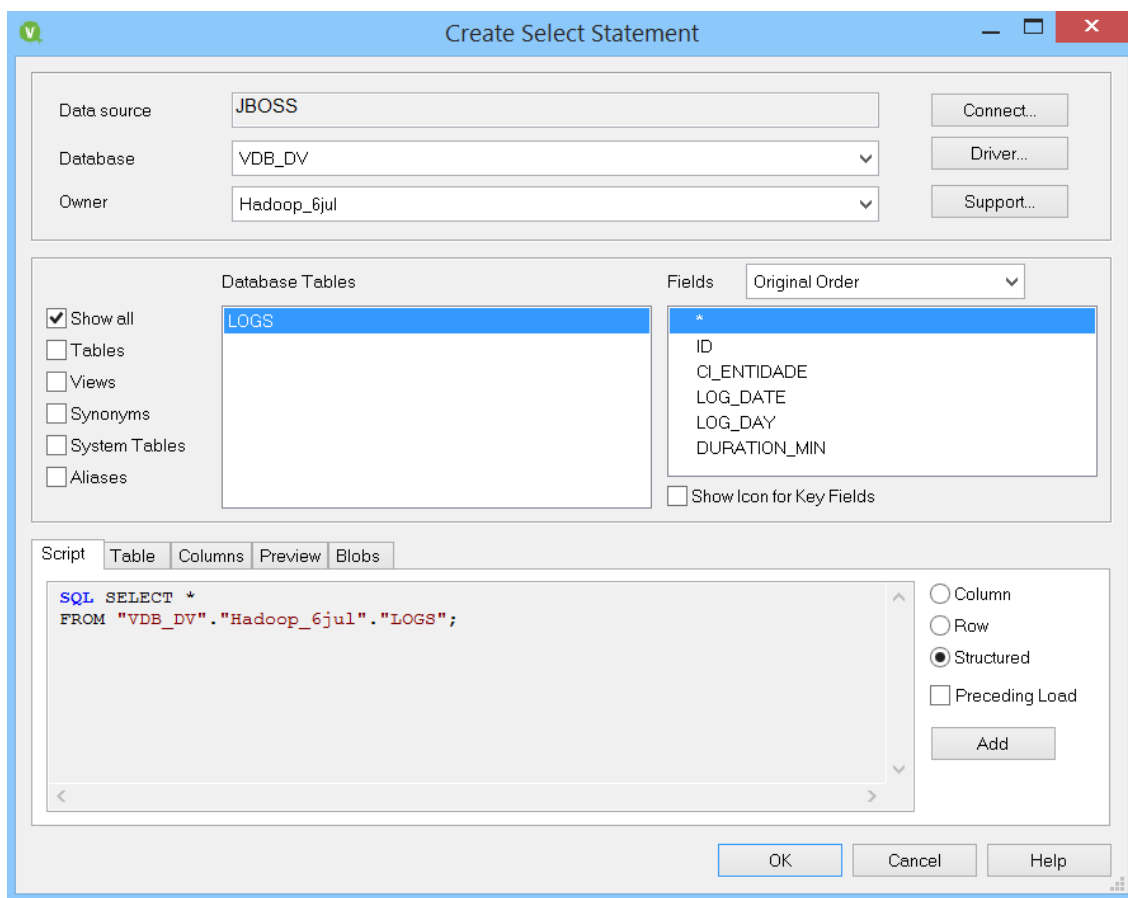 Create Select Statement
Data source
JBOSS
Connect...
Database
VDB_DV
Driver...
Owner
Hadoop_6jul
Support...
Database Tables
Fields
Original Order
Show all
Tables
Views
Synonyms
System Tables
Aliases
LOGS
*
ID
CI_ENTIDADE
LOG_DATE
LOG_DAY
DURATION_MIN
Show Icon for Key Fields
Script Table Columns Preview Blobs
SQL SELECT *
FROM "VDB_DV"."Hadoop_6jul"."LOGS";
Column
Row
Structured
Preceding Load
Add
OK Cancel Help